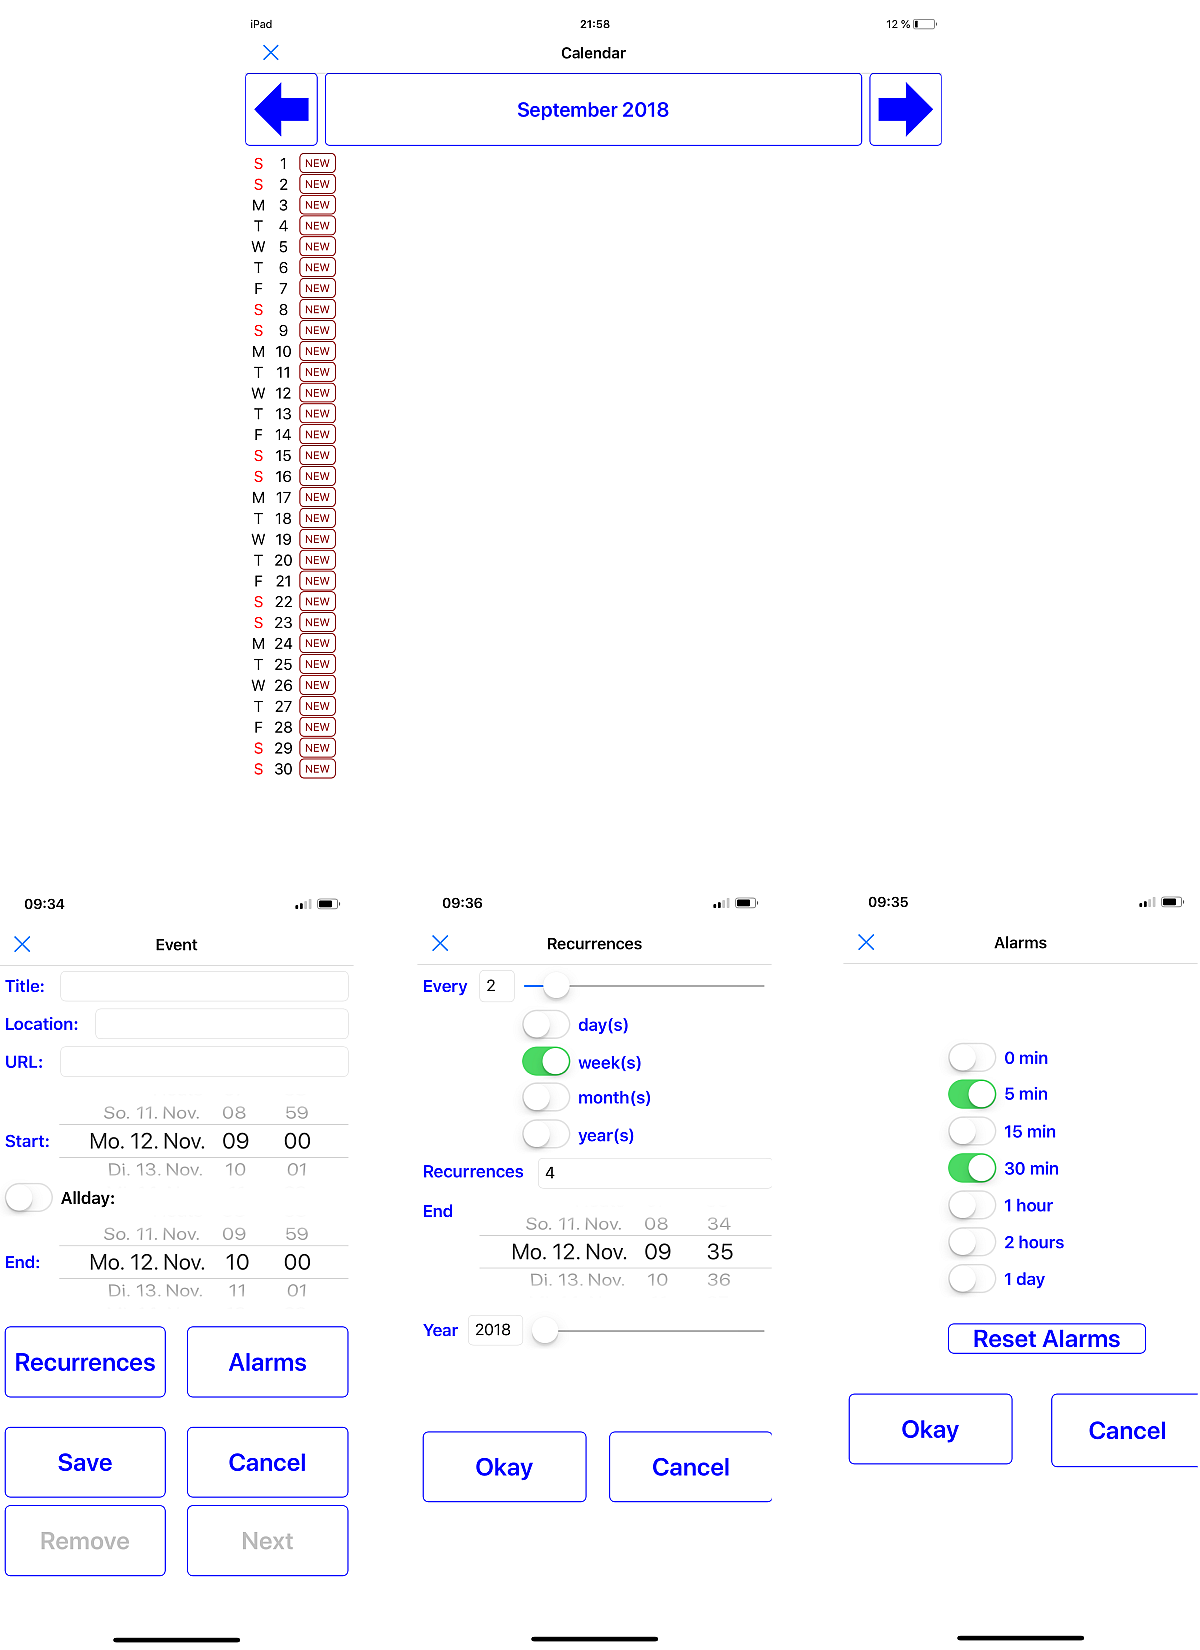 iPad 21:58 12 %
Calendar
September 2018
S 1 NEW
S 2 NEW
M 3 NEW
T 4 NEW
W 5 NEW
T 6 NEW
F 7 NEW
S 8 NEW
S 9 NEW
M 10 NEW
T 11 NEW
W 12 NEW
T 13 NEW
F 14 NEW
S 15 NEW
S 16 NEW
M 17 NEW
T 18 NEW
W 19 NEW
T 20 NEW
F 21 NEW
S 22 NEW
S 23 NEW
M 24 NEW
T 25 NEW
W 26 NEW
T 27 NEW
F 28 NEW
S 29 NEW
S 30 NEW
09:34
Event
Title:
Location:
URL:
So. 11. Nov. 08 59
Start: Mo. 12. Nov. 09 00
Di. 13. Nov. 10 01
Allday:
So. 11. Nov. 09 59
End: Mo. 12. Nov. 10 00
Di. 13. Nov. 11 01
Recurrences Alarms
Save Cancel
Remove Next
09:36
Recurrences
Every 2
day(s)
week(s)
month(s)
year(s)
Recurrences 4
End
So. 11. Nov. 08 34
Mo. 12. Nov. 09 35
Di. 13. Nov. 10 36
Year 2018
Okay Cancel
09:35
Alarms
0 min
5 min
15 min
30 min
1 hour
2 hours
1 day
Reset Alarms
Okay Cancel